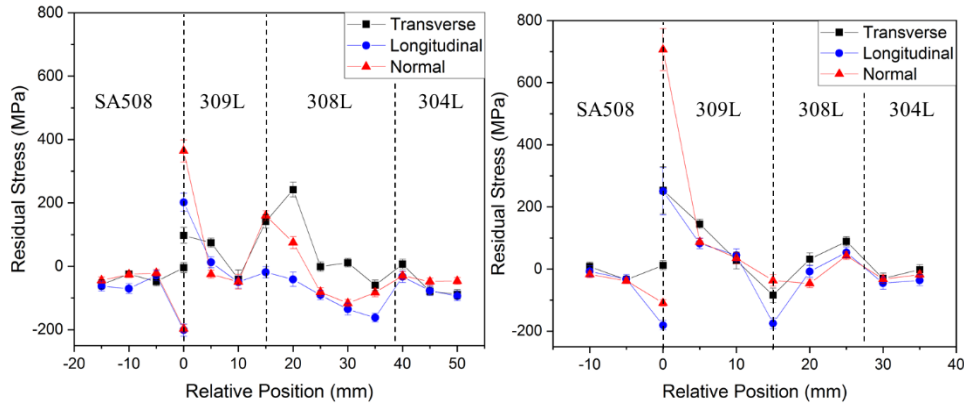 800
600
400
200
0
-200
Residual Stress (MPa)
Transverse
Longitudinal
Normal
SA508
309L
308L
304L
-20
-10
0
10
20
30
40
50
Relative Position (mm)
800
600
400
200
0
-200
Residual Stress (MPa)
Transverse
Longitudinal
Normal
SA508
309L
308L
304L
-10
0
10
20
30
40
Relative Position (mm)